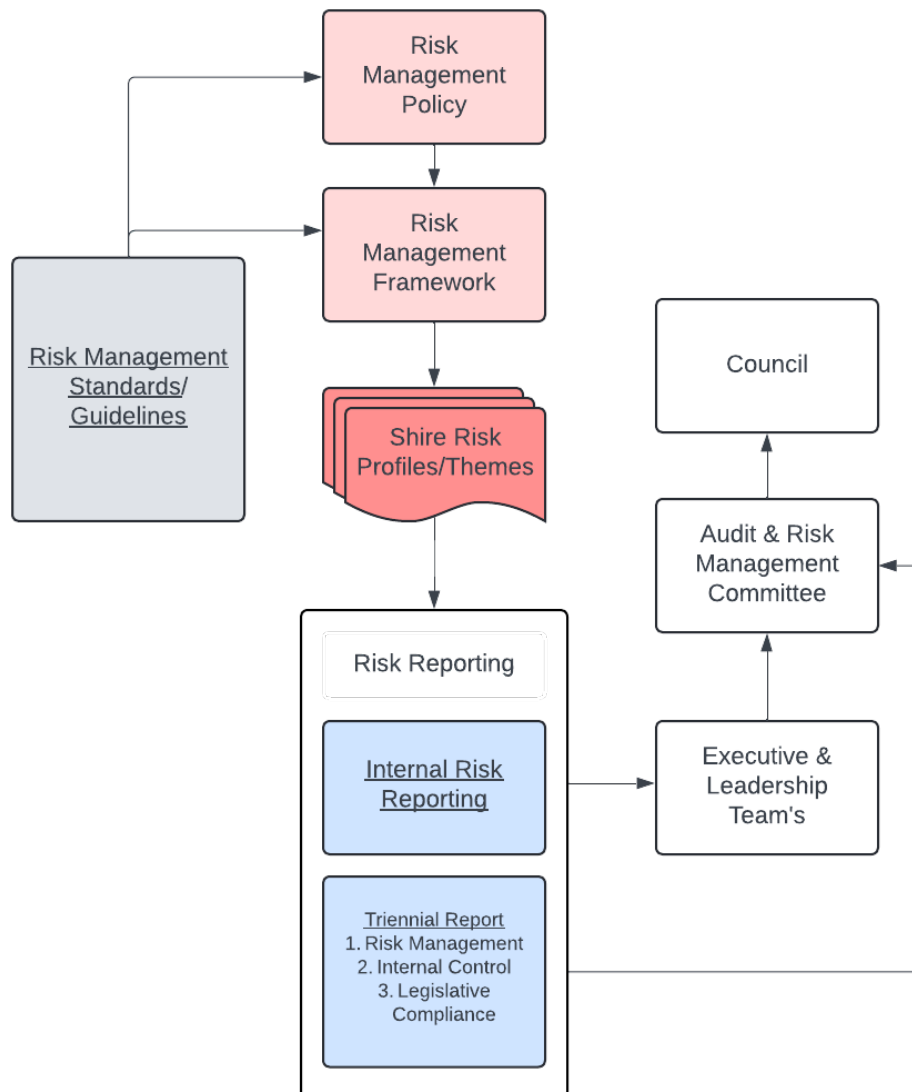 Risk
Management
Policy
Risk
Management
Framework
Risk Management
Standards/
Guidelines
Council
Shire Risk
Profiles/Themes
Audit & Risk
Management
Committee
Risk Reporting
Internal Risk
Reporting
Executive &
Leadership
Team's
Triennial Report
1. Risk Management
2. Internal Control
3. Legislative
Compliance